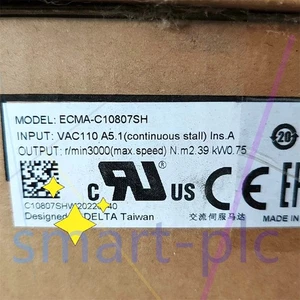 MODEL: ECMA-C10807SH
INPUT: VAC110 A5.1(continuous stall) Ins.A
OUTPUT: r/min3000(max.speed) N.m2.39 kW0.75
20
c RU US CE
Designed DELTA Taiwan
交流伺服马达
MADE IN
smart-plc